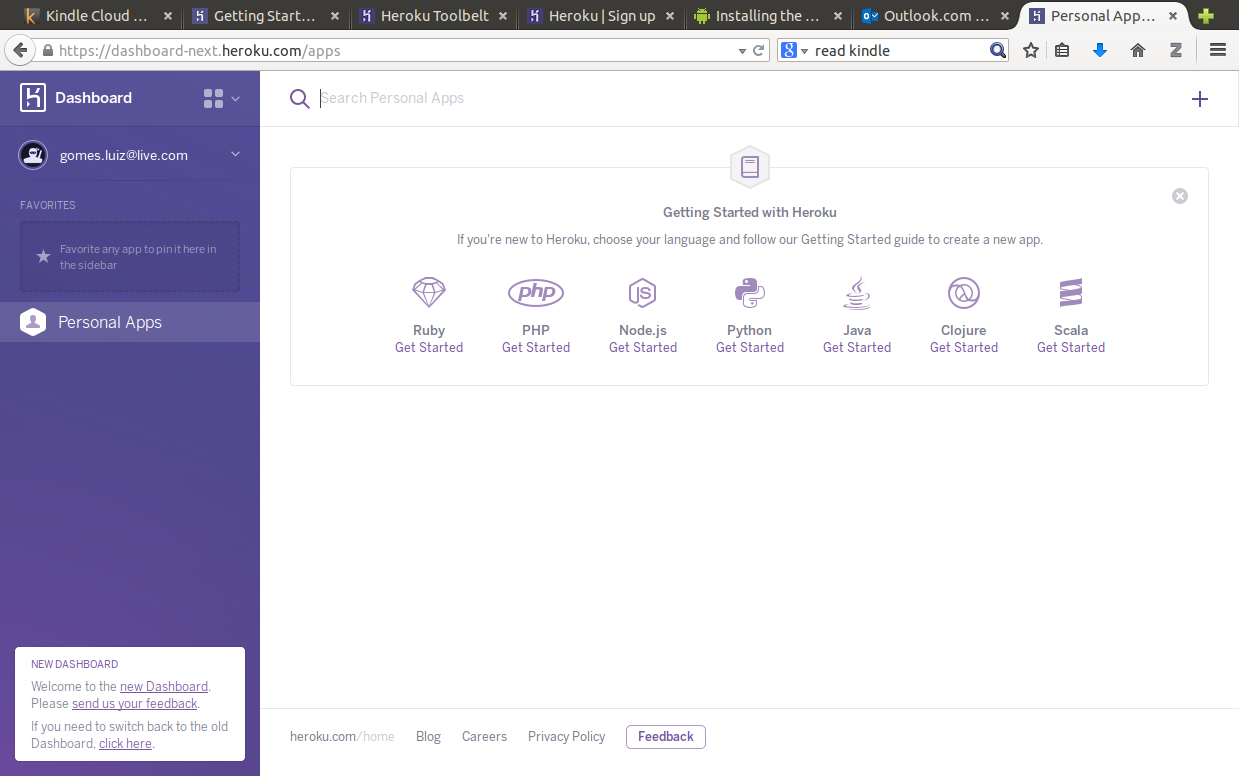 Kindle Cloud ...
Getting Start...
Heroku Toolbelt
Heroku | Sign up
Installing the ...
Outlook.com ...
Personal App...
https://dashboard-next.heroku.com/apps
8
read kindle
Z
Dashboard
Search Personal Apps
gomes.luiz@live.com
FAVORITES
Favorite any app to pin it here in
the sidebar
Personal Apps
Getting Started with Heroku
If you're new to Heroku, choose your language and follow our Getting Started guide to create a new app.
php
JS
Ruby
PHP
Node.js
Python
Java
Clojure
Scala
Get Started
Get Started
Get Started
Get Started
Get Started
Get Started
Get Started
NEW DASHBOARD
Welcome to the new Dashboard.
Please send us your feedback.
If you need to switch back to the old
Dashboard, click here.
heroku.com/home
Blog
Careers
Privacy Policy
Feedback